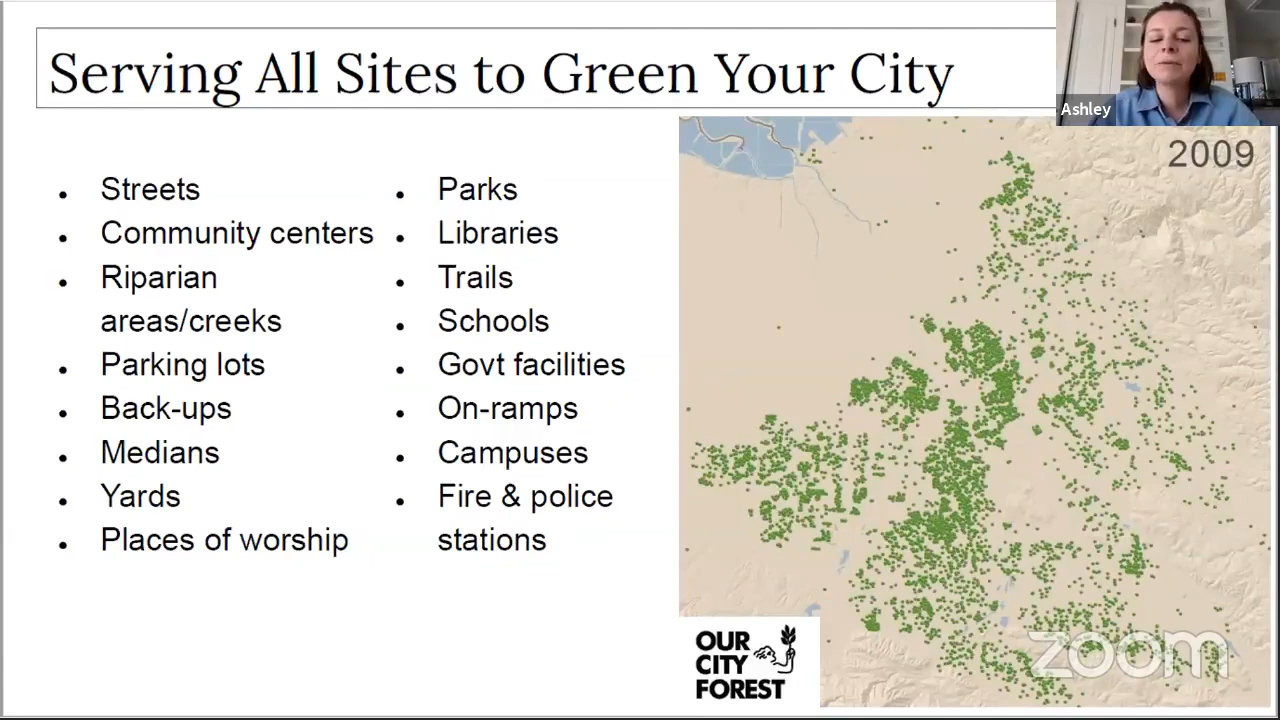 Serving All Sites to Green Your City
Ashley
2009
Streets
Community centers
Riparian
areas/creeks
Parking lots
Back-ups
Medians
Yards
Places of worship
Parks
Libraries
Trails
Schools
Govt facilities
On-ramps
Campuses
Fire & police
stations
OUR
CITY
FOREST
zoom